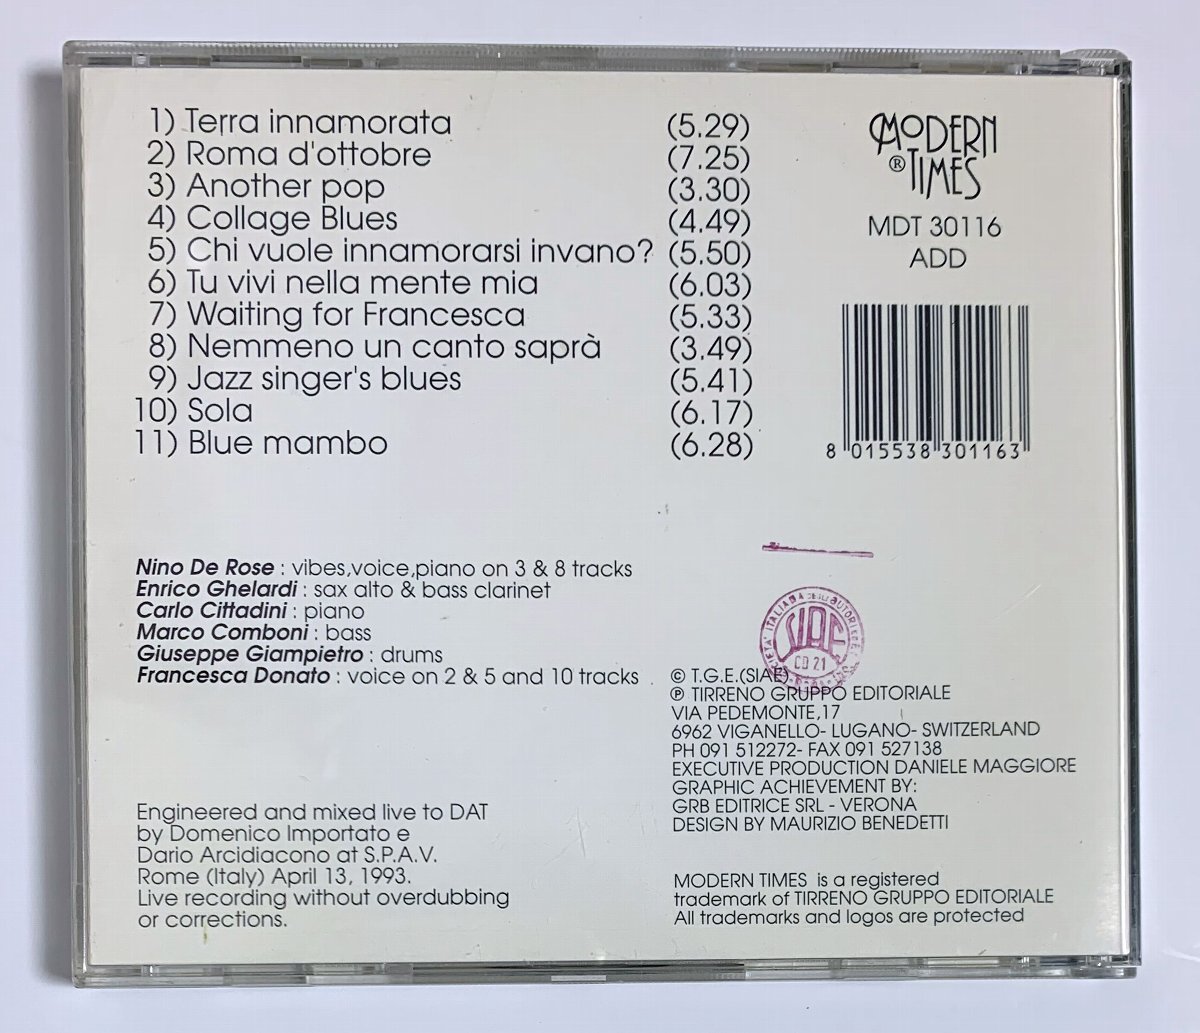 1) Terra innamorata (5.29)
2) Roma d'ottobre (7.25)
3) Another pop (3.30)
4) Collage Blues (4.49)
5) Chi vuole innamorarsi invano? (5.50)
6) Tu vivi nella mente mia (6.03)
7) Waiting for Francesca (5.33)
8) Nemmeno un canto saprà (3.49)
9) Jazz singer's blues (5.41)
10) Sola (6.17)
11) Blue mambo (6.28)
MODERN
® TIMES
MDT 30116
ADD
8 015538 301163
Nino De Rose : vibes,voice,piano on 3 & 8 tracks
Enrico Ghelardi : sax alto & bass clarinet
Carlo Cittadini : piano
Marco Comboni : bass
Giuseppe Giampietro : drums
Francesca Donato : voice on 2 & 5 and 10 tracks
SOCIETA' ITALIANA DEGLI AUTORI ED
SIAE
CD 21
© T.G.E.(SIAE).
℗ TIRRENO GRUPPO EDITORIALE
VIA PEDEMONTE,17
6962 VIGANELLO- LUGANO- SWITZERLAND
PH 091 512272- FAX 091 527138
EXECUTIVE PRODUCTION DANIELE MAGGIORE
GRAPHIC ACHIEVEMENT BY:
GRB EDITRICE SRL - VERONA
DESIGN BY MAURIZIO BENEDETTI
Engineered and mixed live to DAT
by Domenico Importato e
Dario Arcidiacono at S.P.A.V.
Rome (Italy) April 13, 1993.
Live recording without overdubbing
or corrections.
MODERN TIMES is a registered
trademark of TIRRENO GRUPPO EDITORIALE
All trademarks and logos are protected